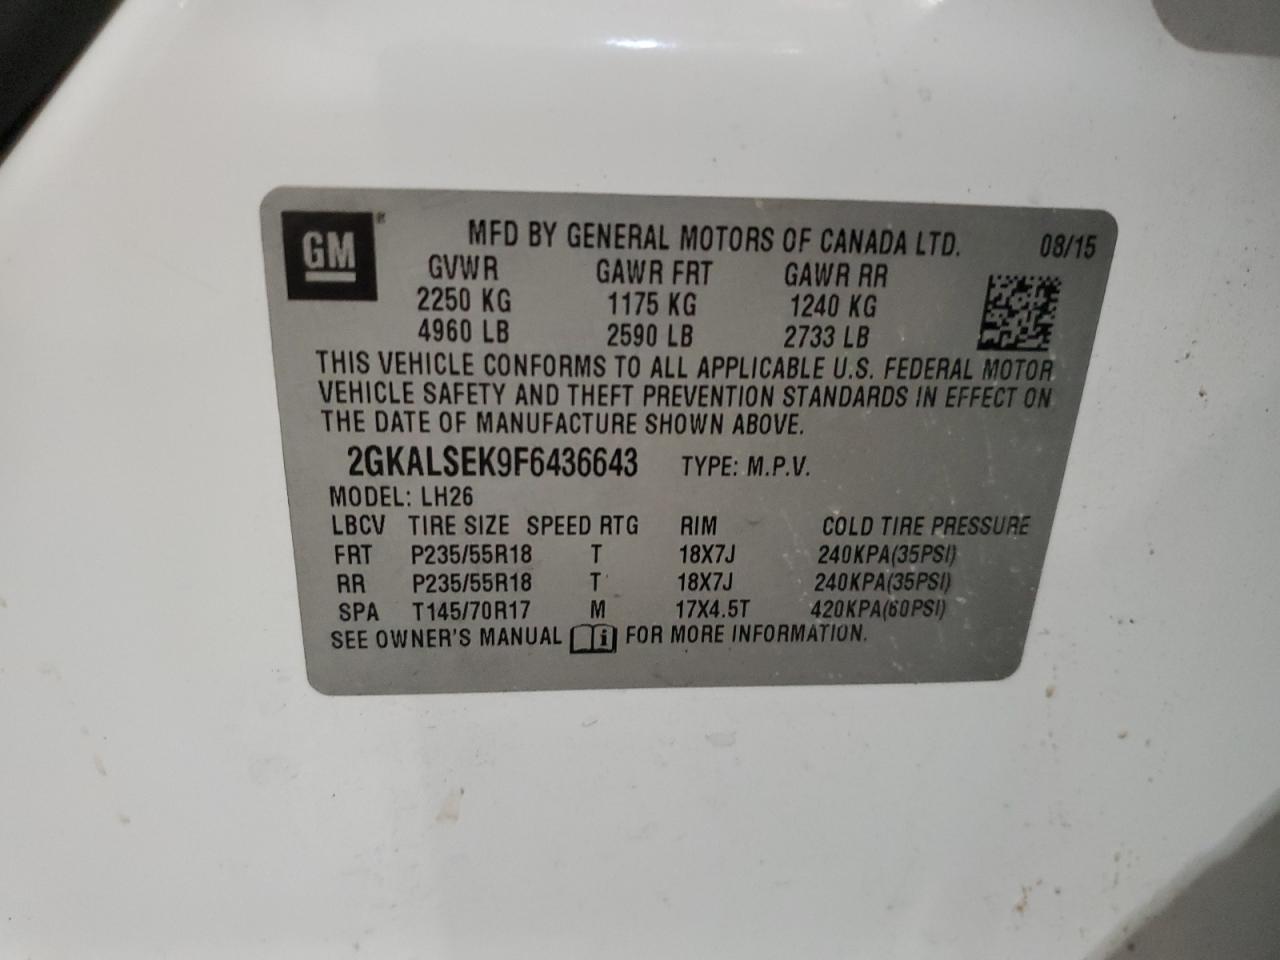 GM ®
MFD BY GENERAL MOTORS OF CANADA LTD. 08/15
GVWR GAWR FRT GAWR RR
2250 KG 1175 KG 1240 KG
4960 LB 2590 LB 2733 LB
THIS VEHICLE CONFORMS TO ALL APPLICABLE U.S. FEDERAL MOTOR
VEHICLE SAFETY AND THEFT PREVENTION STANDARDS IN EFFECT ON
THE DATE OF MANUFACTURE SHOWN ABOVE.
2GKALSEK9F6436643 TYPE: M.P.V.
MODEL: LH26
LBCV TIRE SIZE SPEED RTG RIM COLD TIRE PRESSURE
FRT P235/55R18 T 18X7J 240KPA(35PSI)
RR P235/55R18 T 18X7J 240KPA(35PSI)
SPA T145/70R17 M 17X4.5T 420KPA(60PSI)
SEE OWNER'S MANUAL i FOR MORE INFORMATION.